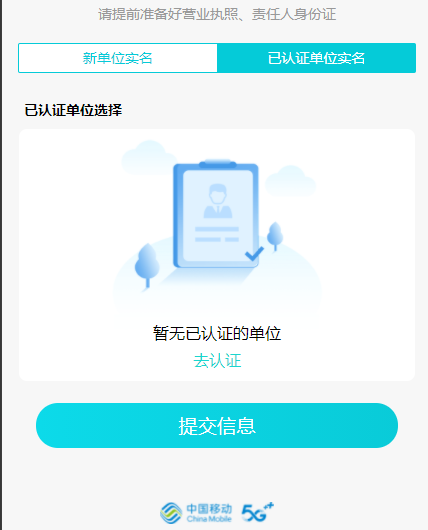 请提前准备好营业执照、责任人身份证
新单位实名
已认证单位实名
已认证单位选择
暂无已认证的单位
去认证
提交信息
中国移动
China Mobile
5G++